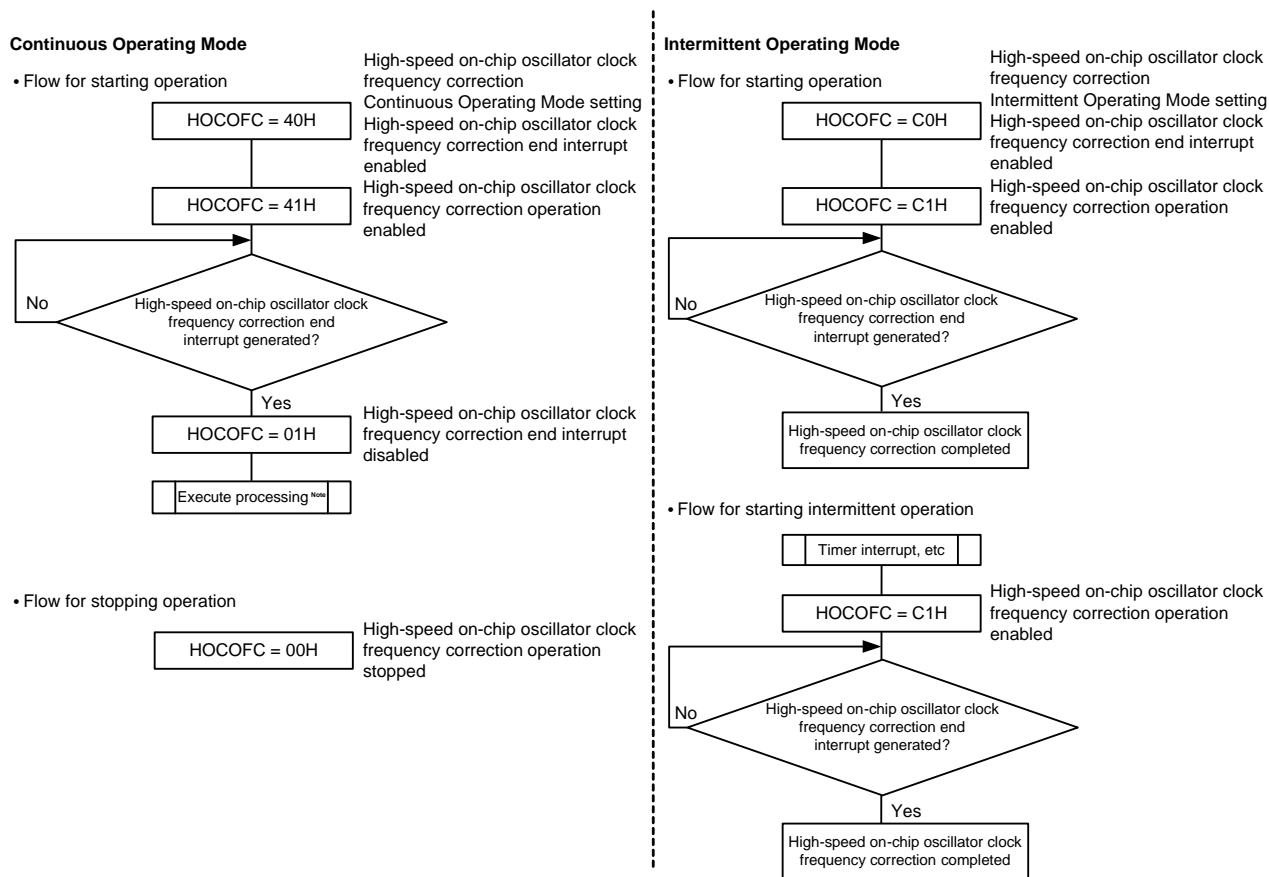 Continuous Operating Mode
• Flow for starting operation
HOCOFC = 40H
High-speed on-chip oscillator clock
frequency correction
Continuous Operating Mode setting
High-speed on-chip oscillator clock
frequency correction end interrupt
enabled
HOCOFC = 41H
High-speed on-chip oscillator clock
frequency correction operation
enabled
No
High-speed on-chip oscillator clock
frequency correction end
interrupt generated?
Yes
HOCOFC = 01H
High-speed on-chip oscillator clock
frequency correction end interrupt
disabled
Execute processing Note
• Flow for stopping operation
HOCOFC = 00H
High-speed on-chip oscillator clock
frequency correction operation
stopped
Intermittent Operating Mode
• Flow for starting operation
HOCOFC = C0H
High-speed on-chip oscillator clock
frequency correction
Intermittent Operating Mode setting
High-speed on-chip oscillator clock
frequency correction end interrupt
enabled
HOCOFC = C1H
High-speed on-chip oscillator clock
frequency correction operation
enabled
No
High-speed on-chip oscillator clock
frequency correction end
interrupt generated?
Yes
High-speed on-chip oscillator clock
frequency correction completed
• Flow for starting intermittent operation
Timer interrupt, etc
HOCOFC = C1H
High-speed on-chip oscillator clock
frequency correction operation
enabled
No
High-speed on-chip oscillator clock
frequency correction end
interrupt generated?
Yes
High-speed on-chip oscillator clock
frequency correction completed